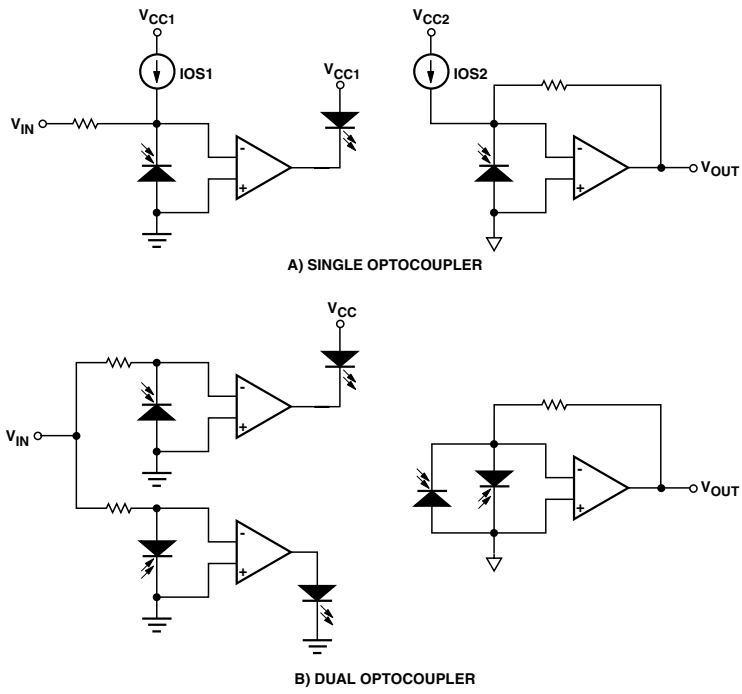 VCC1
IOS1
VCC1
VIN
-
+
VCC2
IOS2
-
+
VOUT
A) SINGLE OPTOCOUPLER
VCC
VIN
-
+
-
+
-
+
VOUT
B) DUAL OPTOCOUPLER